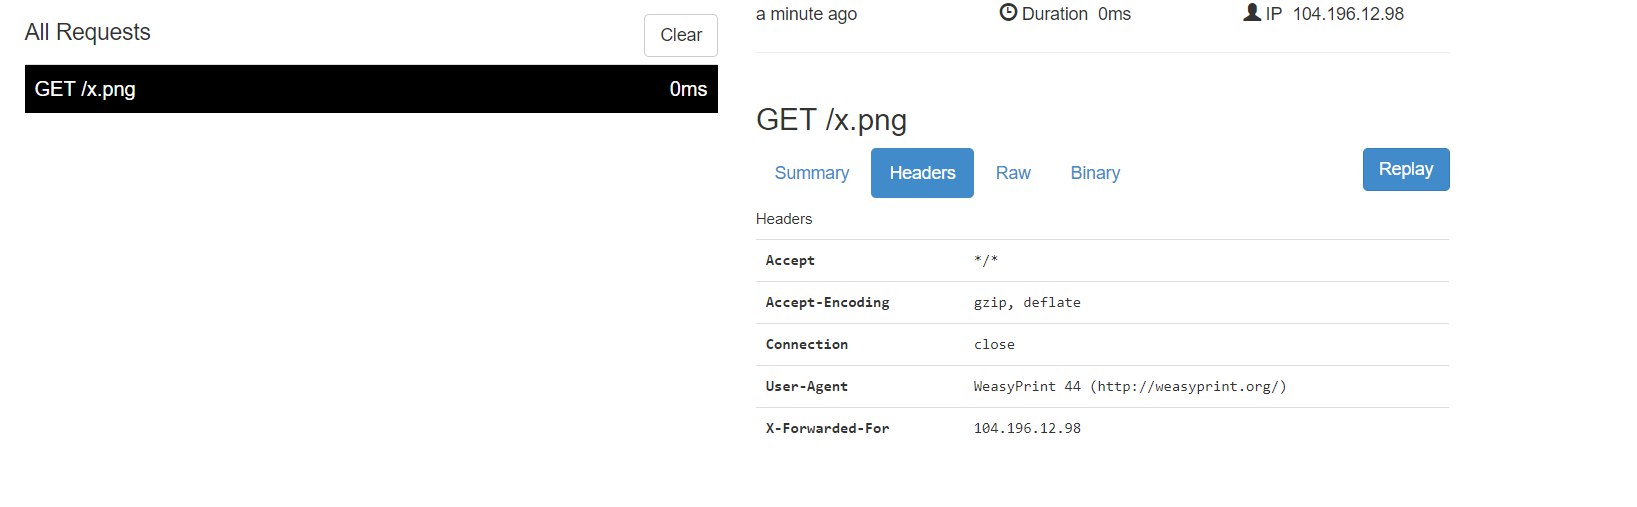 All Requests
Clear
GET /x.png 0ms
a minute ago Duration 0ms IP 104.196.12.98
GET /x.png
Summary Headers Raw Binary Replay
Headers
Accept */*
Accept-Encoding gzip, deflate
Connection close
User-Agent WeasyPrint 44 (http://weasyprint.org/)
X-Forwarded-For 104.196.12.98